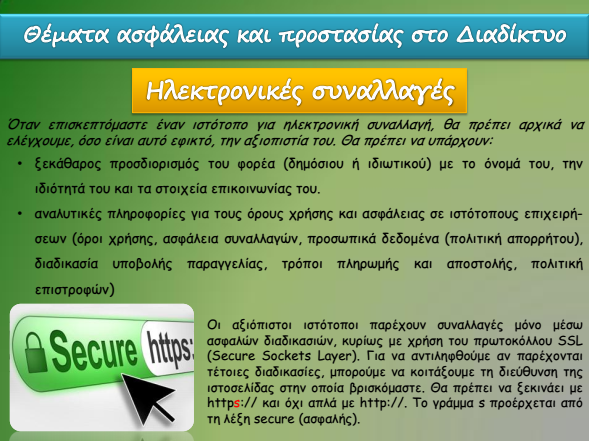 Θέματα ασφάλειας και προστασίας στο Διαδίκτυο
Ηλεκτρονικές συναλλαγές
Όταν επισκεπτόμαστε έναν ιστότοπο για ηλεκτρονική συναλλαγή, θα πρέπει αρχικά να
ελέγχουμε, όσο είναι αυτό εφικτό, την αξιοπιστία του. Θα πρέπει να υπάρχουν:
• ξεκάθαρος προσδιορισμός του φορέα (δημόσιου ή ιδιωτικού) με το όνομά του, την
ιδιότητά του και τα στοιχεία επικοινωνίας του.
• αναλυτικές πληροφορίες για τους όρους χρήσης και ασφάλειας σε ιστότοπους επιχειρή-
σεων (όροι χρήσης, ασφάλεια συναλλαγών, προσωπικά δεδομένα (πολιτική απορρήτου),
διαδικασία υποβολής παραγγελίας, τρόποι πληρωμής και αποστολής, πολιτική
επιστροφών)
Secure https:
Οι αξιόπιστοι ιστότοποι παρέχουν συναλλαγές μόνο μέσω
ασφαλών διαδικασιών, κυρίως με χρήση του πρωτοκόλλου SSL
(Secure Sockets Layer). Για να αντιληφθούμε αν παρέχονται
τέτοιες διαδικασίες, μπορούμε να κοιτάξουμε τη διεύθυνση της
ιστοσελίδας στην οποία βρισκόμαστε. Θα πρέπει να ξεκινάει με
https:// και όχι απλά με http://. Το γράμμα s προέρχεται από
τη λέξη secure (ασφαλής).